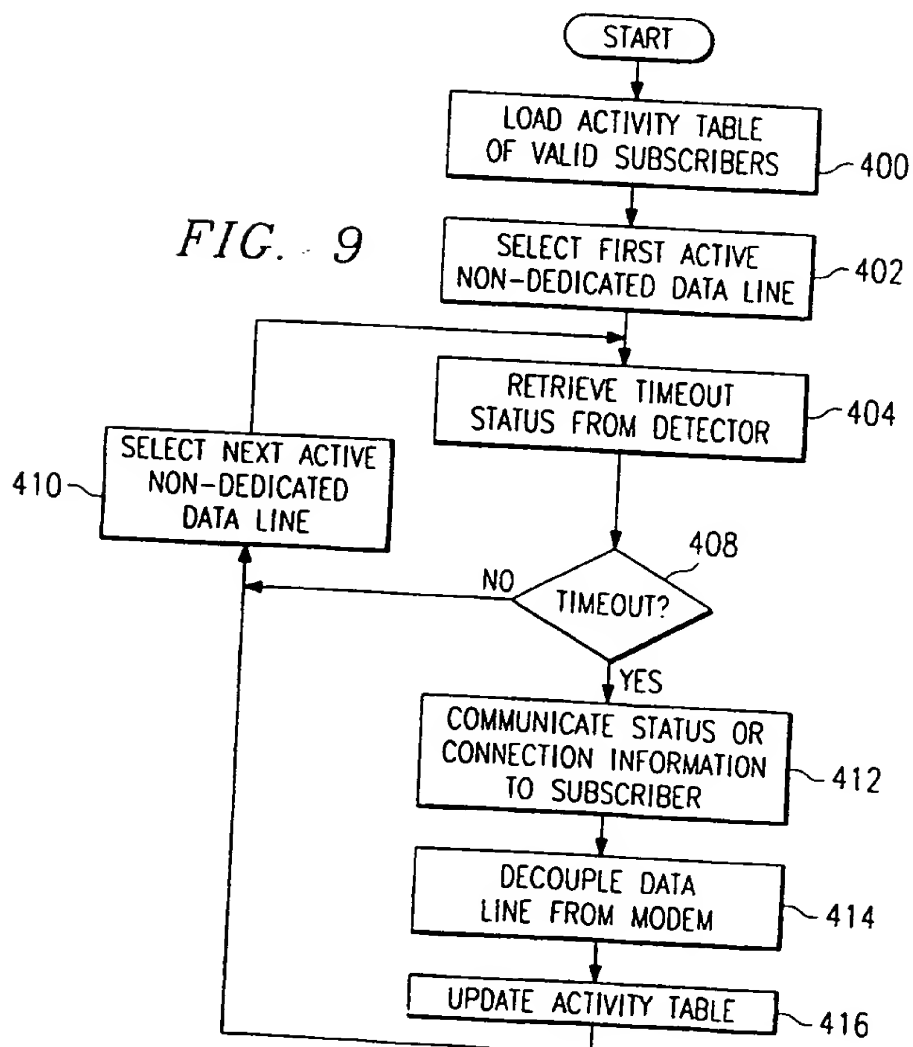 START
LOAD ACTIVITY TABLE
OF VALID SUBSCRIBERS
400
FIG. 9
SELECT FIRST ACTIVE
NON-DEDICATED DATA LINE
402
RETRIEVE TIMEOUT
STATUS FROM DETECTOR
404
SELECT NEXT ACTIVE
NON-DEDICATED
DATA LINE
410
408
NO
TIMEOUT?
YES
COMMUNICATE STATUS OR
CONNECTION INFORMATION
TO SUBSCRIBER
412
DECOUPLE DATA
LINE FROM MODEM
414
UPDATE ACTIVITY TABLE
416